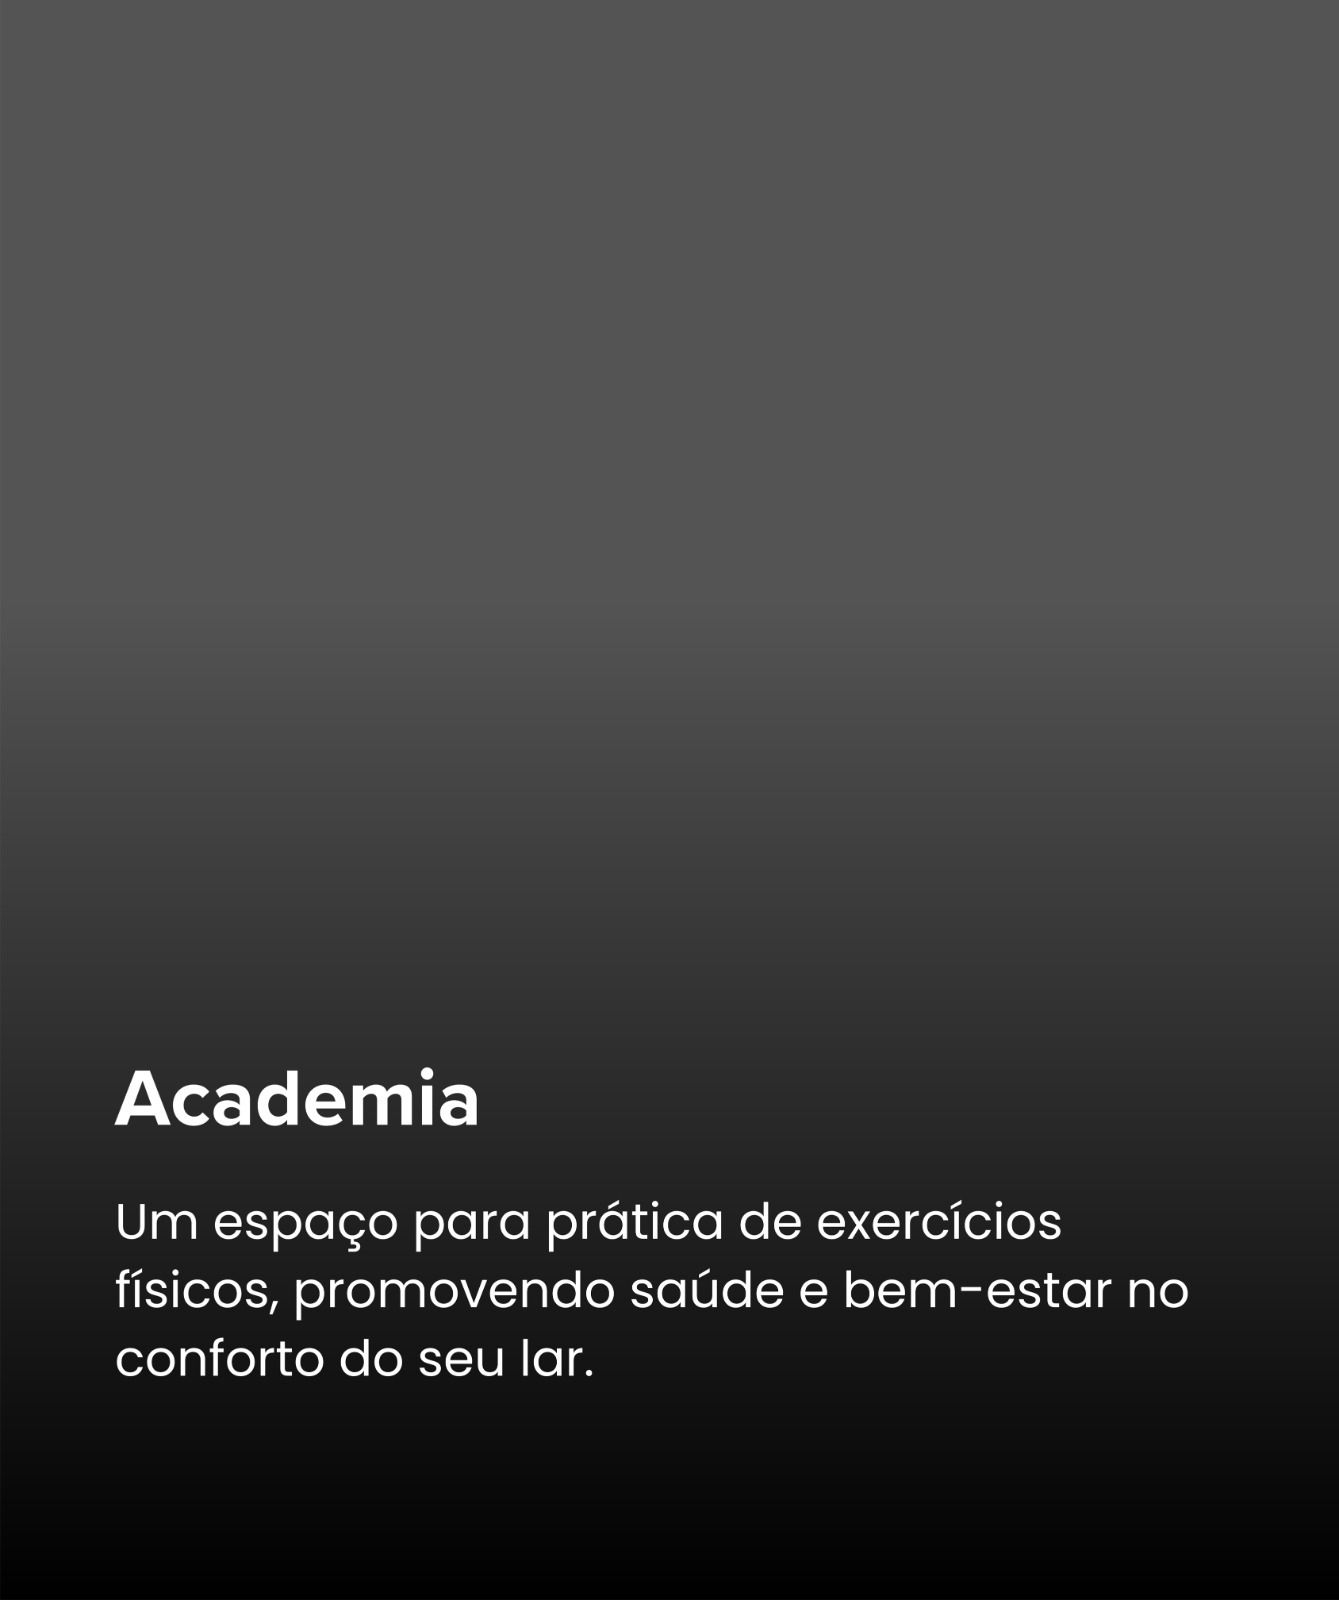 Academia
Um espaço para prática de exercícios
físicos, promovendo saúde e bem-estar no
conforto do seu lar.